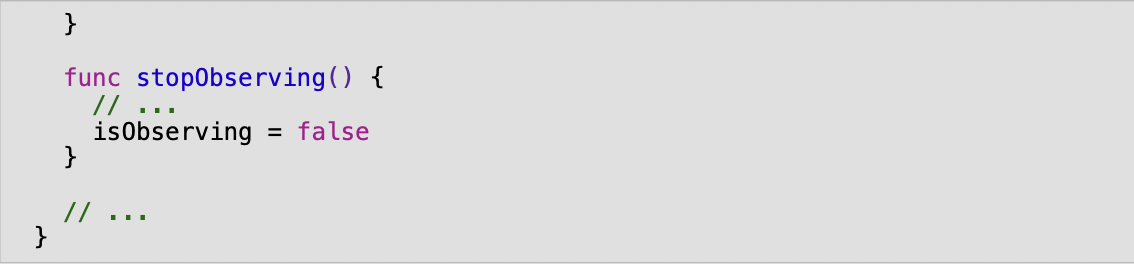 }
func stopObserving() {
// ...
isObserving = false
}
// ...
}